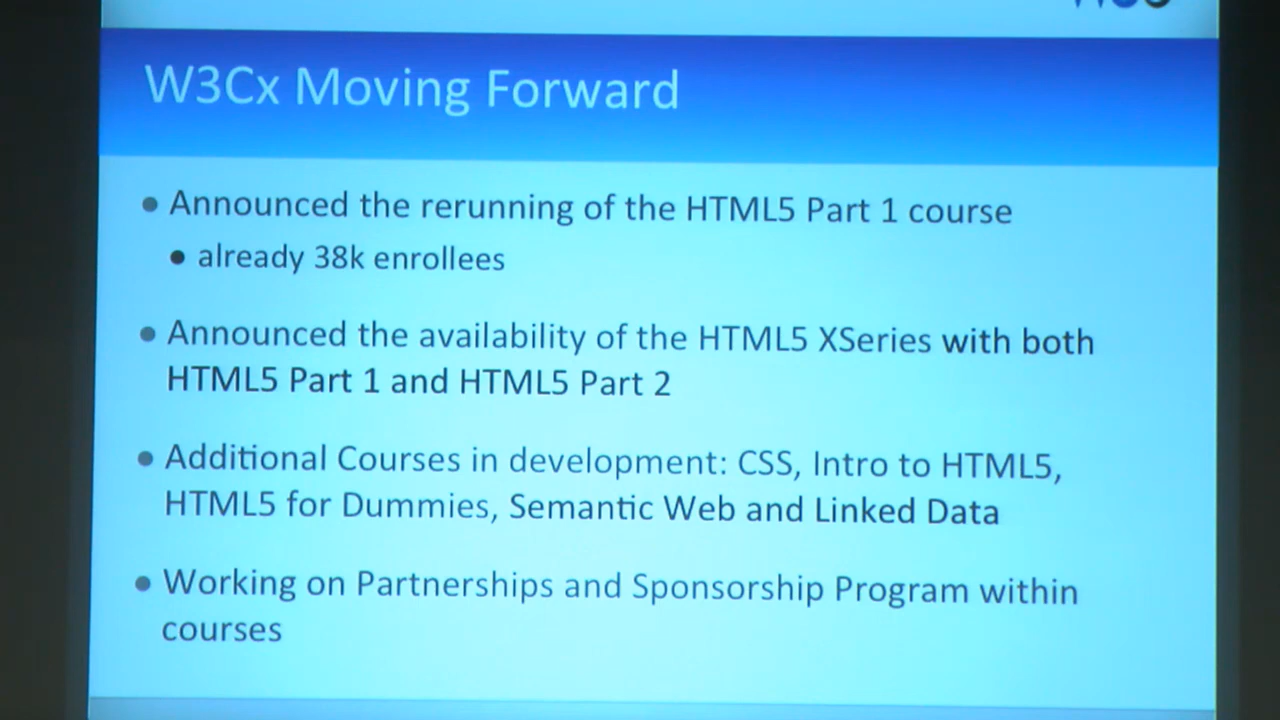 W3Cx Moving Forward
• Announced the rerunning of the HTML5 Part 1 course
• already 38k enrollees
• Announced the availability of the HTML5 XSeries with both
HTML5 Part 1 and HTML5 Part 2
• Additional Courses in development: CSS, Intro to HTML5,
HTML5 for Dummies, Semantic Web and Linked Data
• Working on Partnerships and Sponsorship Program within
courses